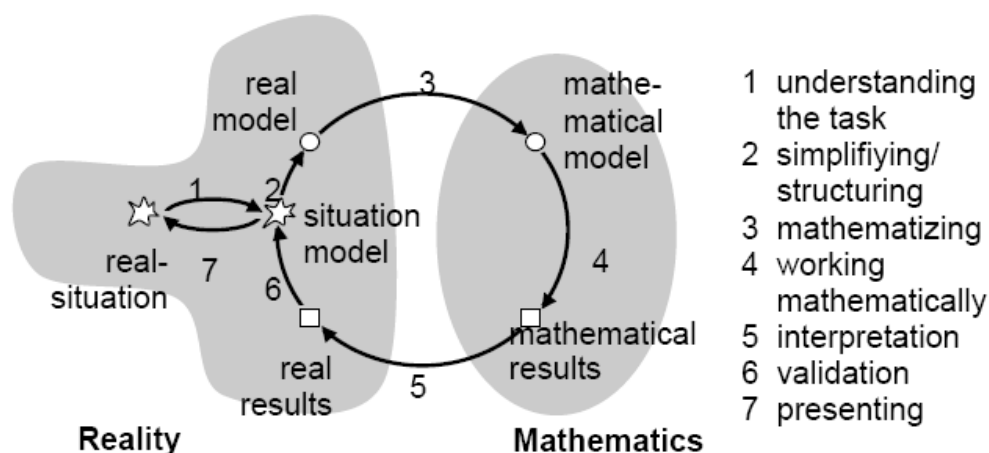 real
model
3
mathe-
matical
model
1
2
situation
model
real-
situation
7
6
4
mathematical
results
real
results
5
Reality
Mathematics
1 understanding
the task
2 simplifiying/
structuring
3 mathematizing
4 working
mathematically
5 interpretation
6 validation
7 presenting